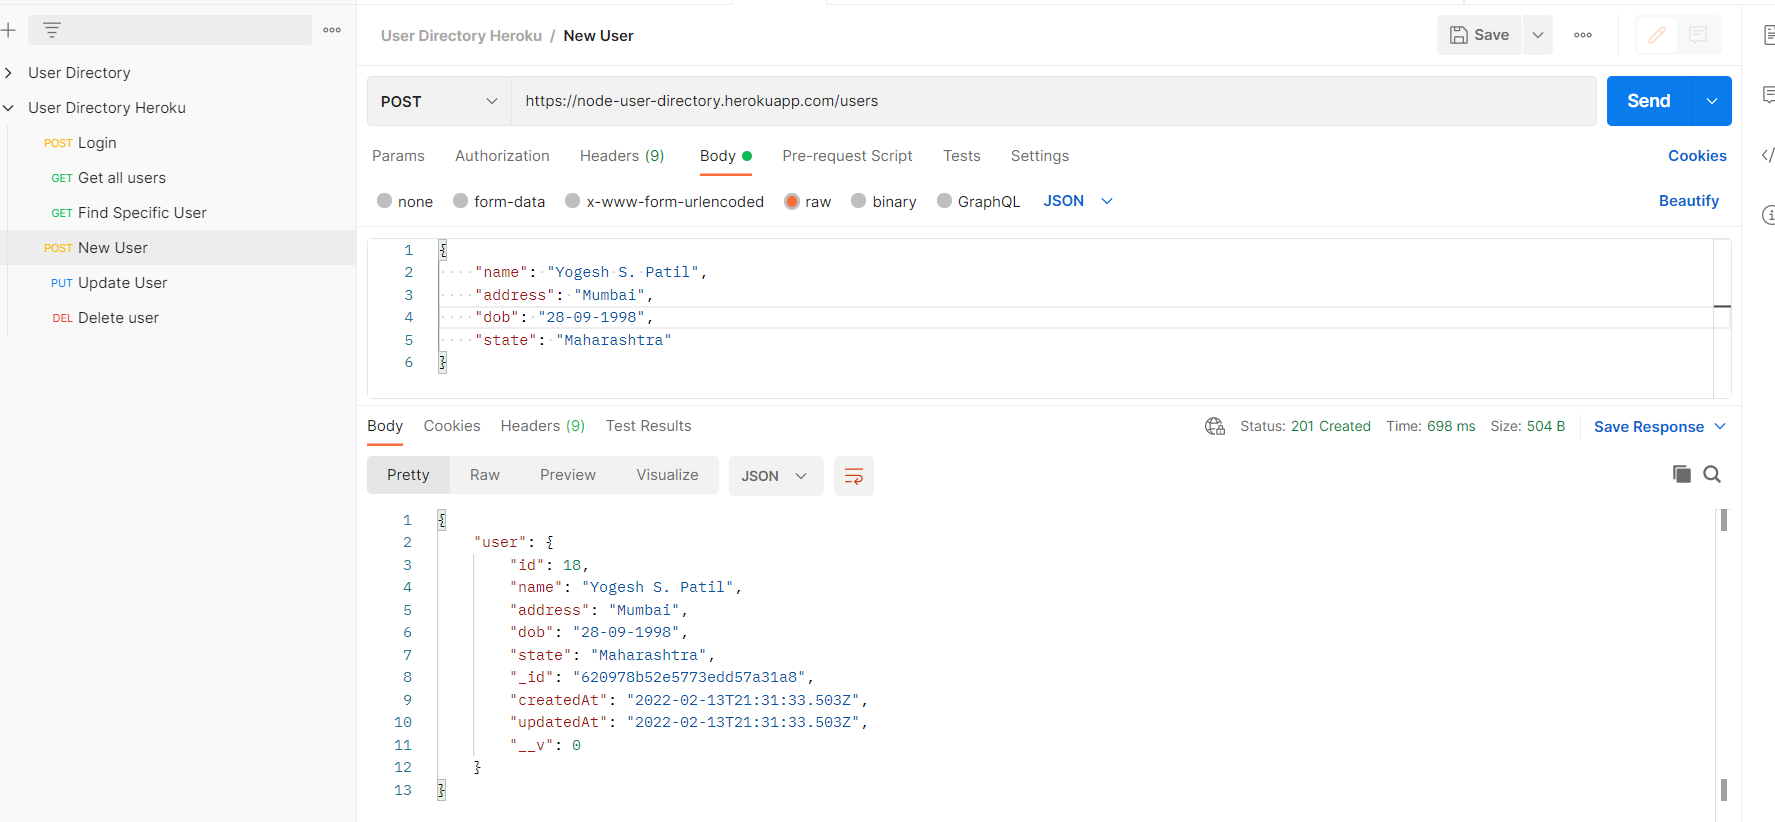 User Directory Heroku / New User
Save
User Directory
User Directory Heroku
POST Login
GET Get all users
GET Find Specific User
POST New User
PUT Update User
DEL Delete user
POST
https://node-user-directory.herokuapp.com/users
Send
Params Authorization Headers (9) Body Pre-request Script Tests Settings
Cookies
none form-data x-www-form-urlencoded raw binary GraphQL JSON
Beautify
1 {
2 "name": "Yogesh S. Patil",
3 "address": "Mumbai",
4 "dob": "28-09-1998",
5 "state": "Maharashtra"
6 }
Body Cookies Headers (9) Test Results
Status: 201 Created Time: 698 ms Size: 504 B Save Response
Pretty Raw Preview Visualize JSON
1 {
2 "user": {
3 "id": 18,
4 "name": "Yogesh S. Patil",
5 "address": "Mumbai",
6 "dob": "28-09-1998",
7 "state": "Maharashtra",
8 "_id": "620978b52e5773edd57a31a8",
9 "createdAt": "2022-02-13T21:31:33.503Z",
10 "updatedAt": "2022-02-13T21:31:33.503Z",
11 "__v": 0
12 }
13 }